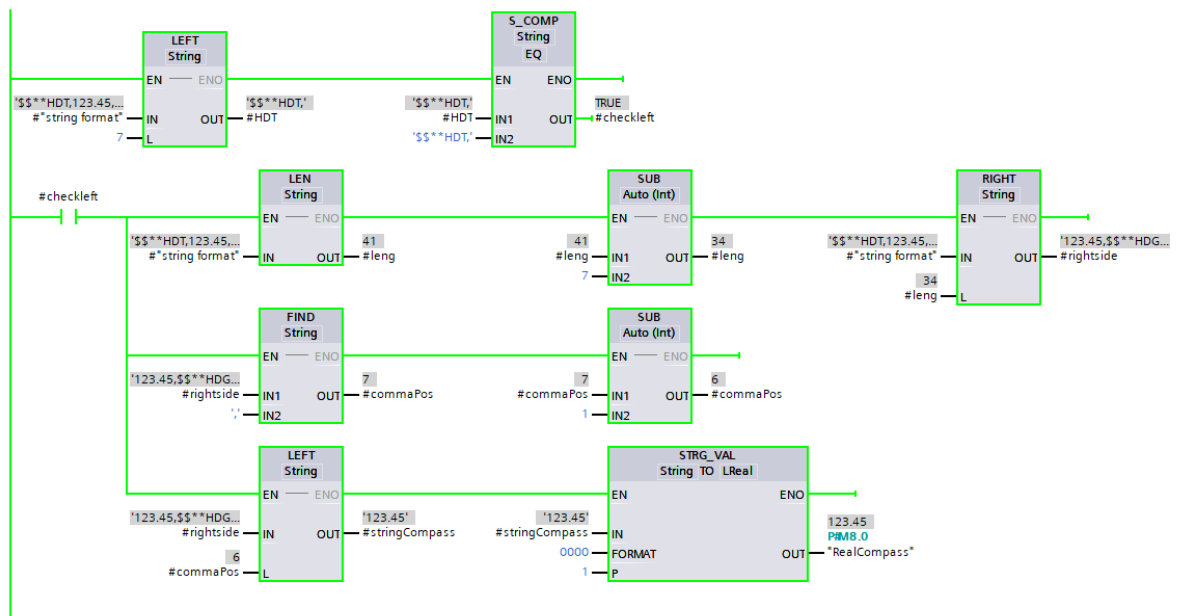 S_COMP
String
EQ
LEFT
String
EN ENO
EN ENO
'$$**HDT,123.45,...
#"string format" IN
'$$**HDT,'
OUT #HDT
'$$**HDT,'
#HDT IN1
TRUE
OUT #checkleft
7 L
'$$**HDT,' IN2
#checkleft
LEN
String
SUB
Auto (Int)
RIGHT
String
EN ENO
EN ENO
EN ENO
'$$**HDT,123.45,...
#"string format" IN
41
OUT #leng
41
#leng IN1
34
OUT #leng
'$$**HDT,123.45,...
#"string format" IN
'123.45,$$**HDG...
OUT #rightside
7 IN2
34
#leng L
FIND
String
SUB
Auto (Int)
EN ENO
EN ENO
'123.45,$$**HDG...
#rightside IN1
7
OUT #commaPos
7
#commaPos IN1
6
OUT #commaPos
',' IN2
1 IN2
LEFT
String
STRG_VAL
String TO LReal
EN ENO
EN ENO
'123.45,$$**HDG...
#rightside IN
'123.45'
OUT #stringCompass
'123.45'
#stringCompass IN
6
#commaPos L
0000 FORMAT
123.45
P#M8.0
OUT "RealCompass"
1 P